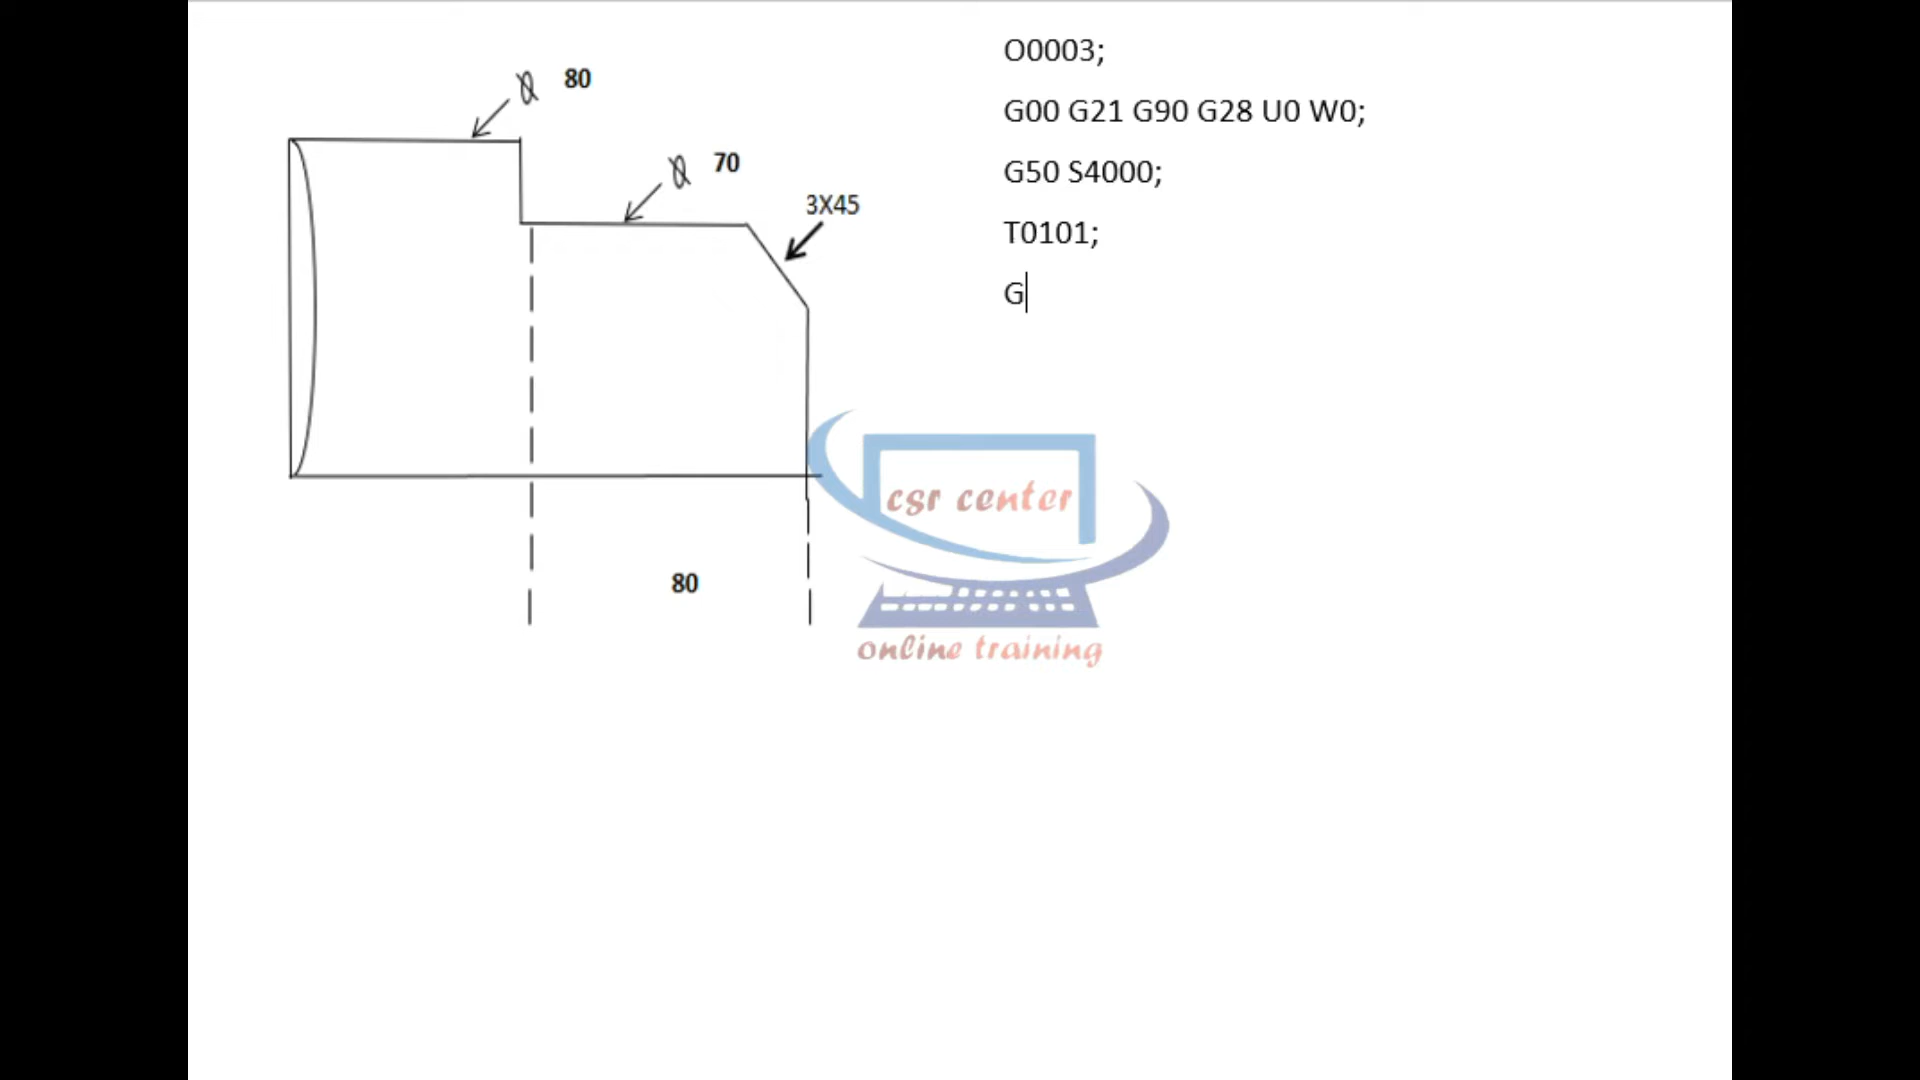 80
70
3X45
80
O0003;
G00 G21 G90 G28 U0 W0;
G50 S4000;
T0101;
G
csr center
online training